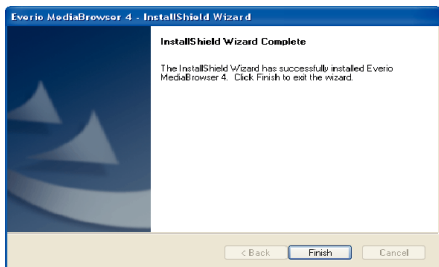 Everio MediaBrowser 4 - InstallShield Wizard
InstallShield Wizard Complete
The InstallShield Wizard has successfully installed Everio
MediaBrowser 4. Click Finish to exit the wizard.
< Back
Finish
Cancel